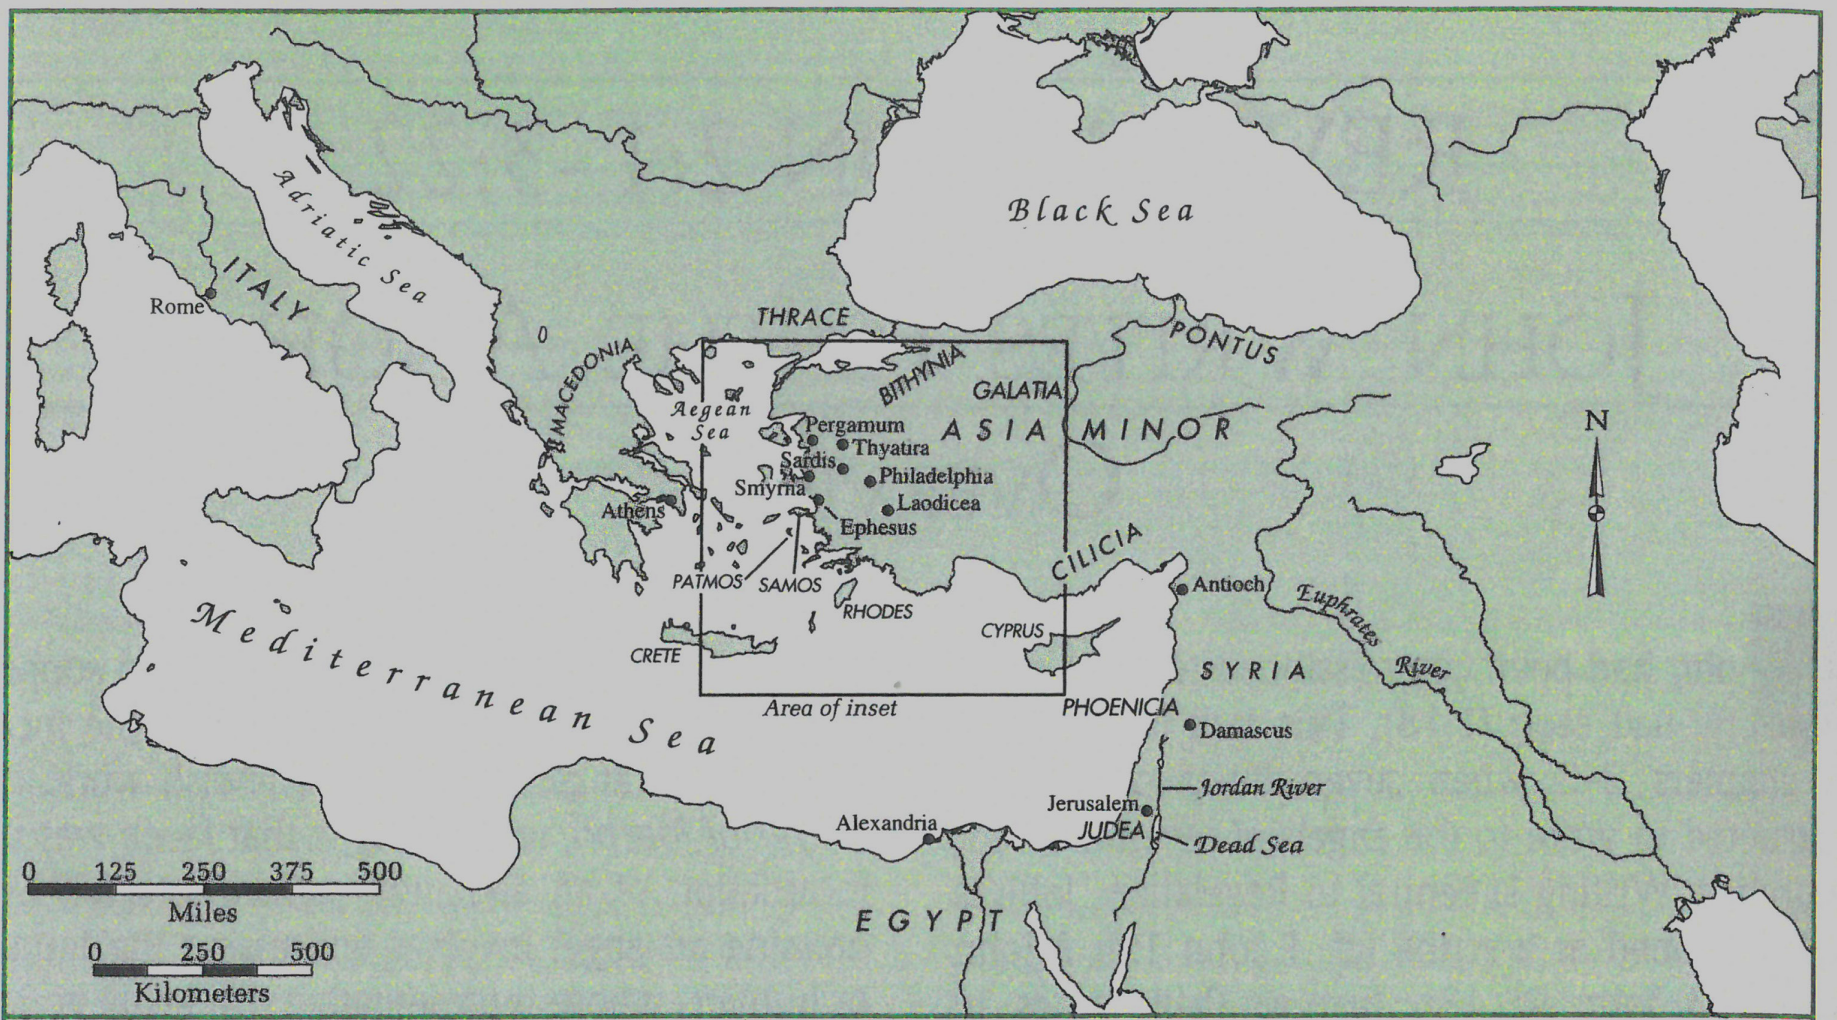 Black Sea
Adriatic Sea
ITALY
Rome
THRACE
PONTUS
MACEDONIA
BITHYNIA
GALATIA
Aegean
Sea
ASIA MINOR
N
Pergamum
Thyatira
Sardis
Philadelphia
Smyrna
Laodicea
Athens
Ephesus
CILICIA
PATMOS
SAMOS
Antioch
RHODES
Euphrates
River
CYPRUS
CRETE
Mediterranean Sea
SYRIA
Area of inset
PHOENICIA
Damascus
Jordan River
Jerusalem
JUDEA
Dead Sea
Alexandria
EGYPT
0 125 250 375 500
Miles
0 250 500
Kilometers